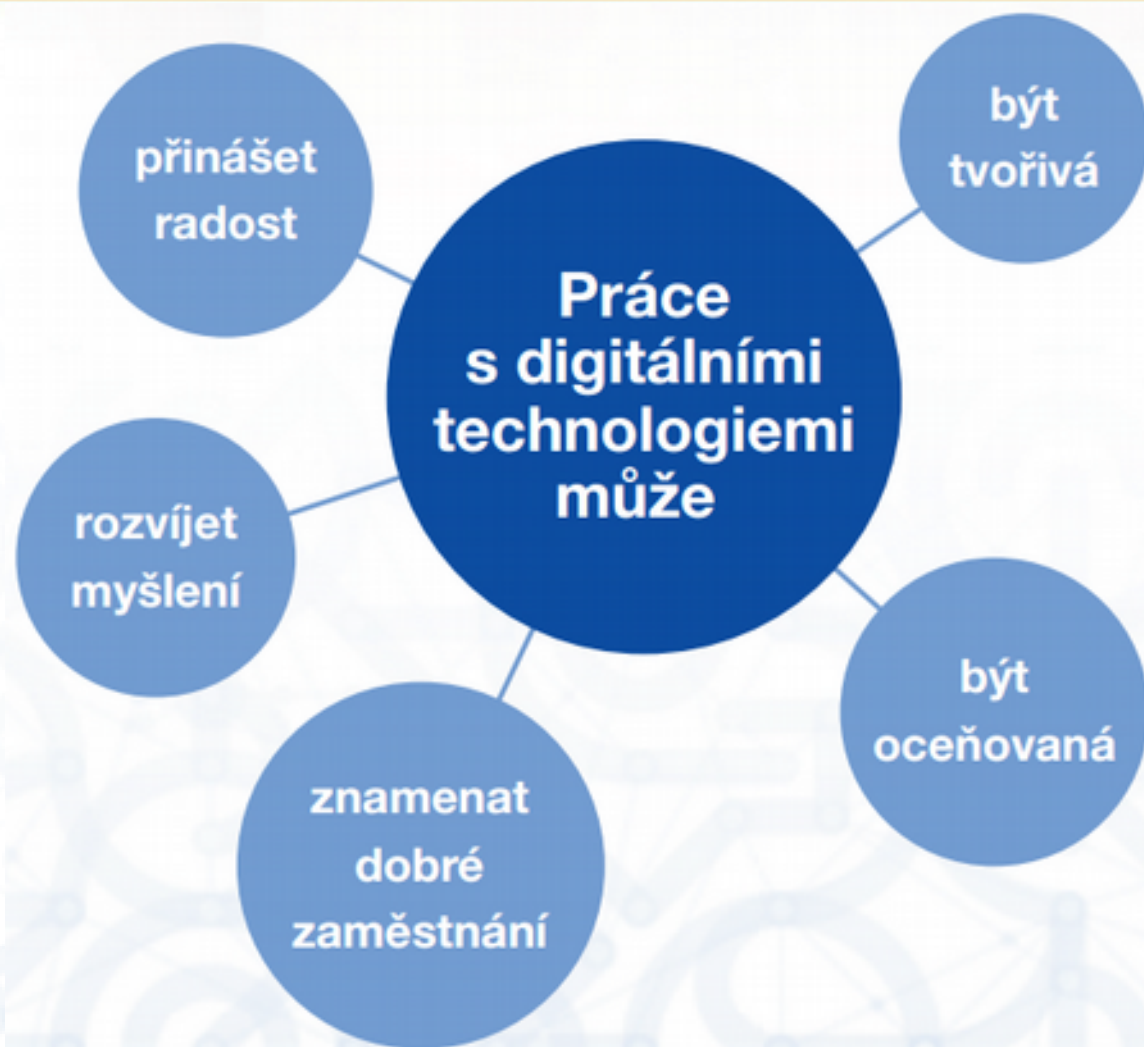 přinášet
radost
být
tvořivá
Práce
s digitálními
technologiemi
může
rozvíjet
myšlení
být
oceňovaná
znamenat
dobré
zaměstnání